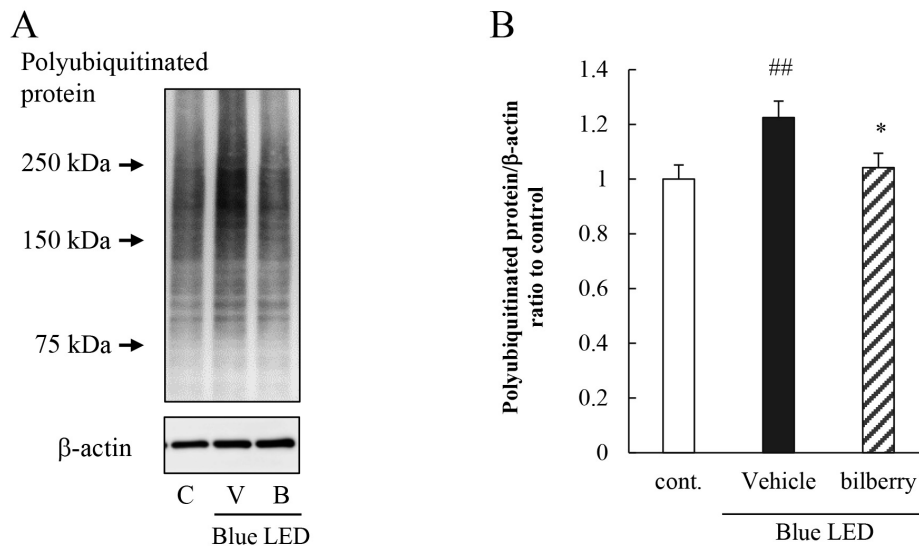 A
Polyubiquitinated
protein
250 kDa
150 kDa
75 kDa
β-actin
C V B
Blue LED
B
Polyubiquitinated protein/β-actin
ratio to control
1.4
1.2
1
0.8
0.6
0.4
0.2
0
##
*
cont. Vehicle bilberry
Blue LED